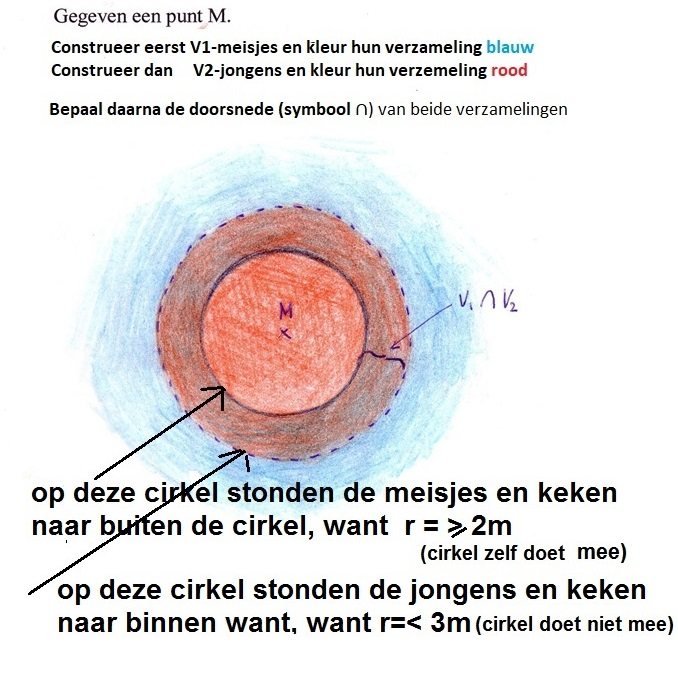 Gegeven een punt M.
Construeer eerst V1-meisjes en kleur hun verzameling blauw
Construeer dan V2-jongens en kleur hun verzemeling rood
Bepaal daarna de doorsnede (symbool ∩) van beide verzamelingen
V₁ ∩ V₂
M
x
op deze cirkel stonden de meisjes en keken
naar buiten de cirkel, want r = ⩾ 2m
(cirkel zelf doet mee)
op deze cirkel stonden de jongens en keken
naar binnen want, want r=< 3m (cirkel doet niet mee)